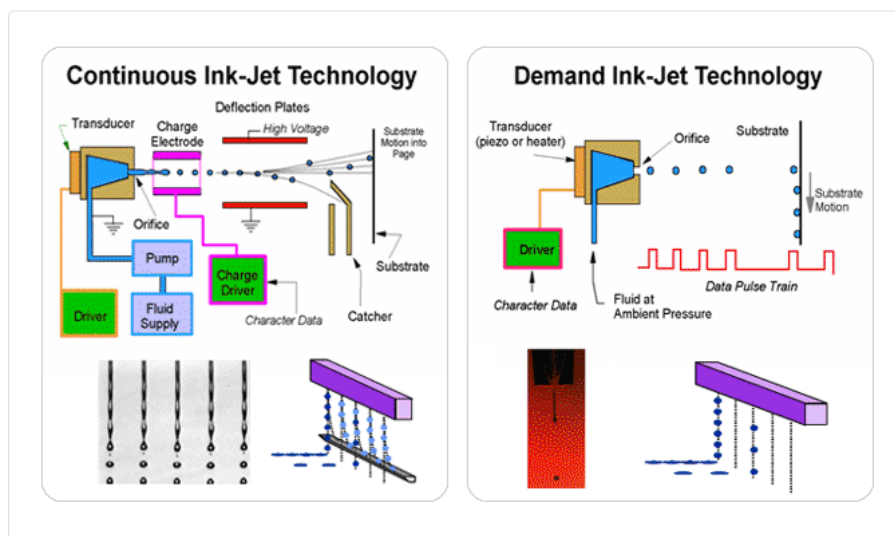 Continuous Ink-Jet Technology
Deflection Plates
Transducer
Charge
Electrode
High Voltage
Substrate
Motion into
Page
Orifice
Pump
Substrate
Charge
Driver
Driver
Fluid
Supply
Character Data
Catcher
Demand Ink-Jet Technology
Transducer
(piezo or heater)
Orifice
Substrate
Substrate
Motion
Driver
Data Pulse Train
Character Data
Fluid at
Ambient Pressure